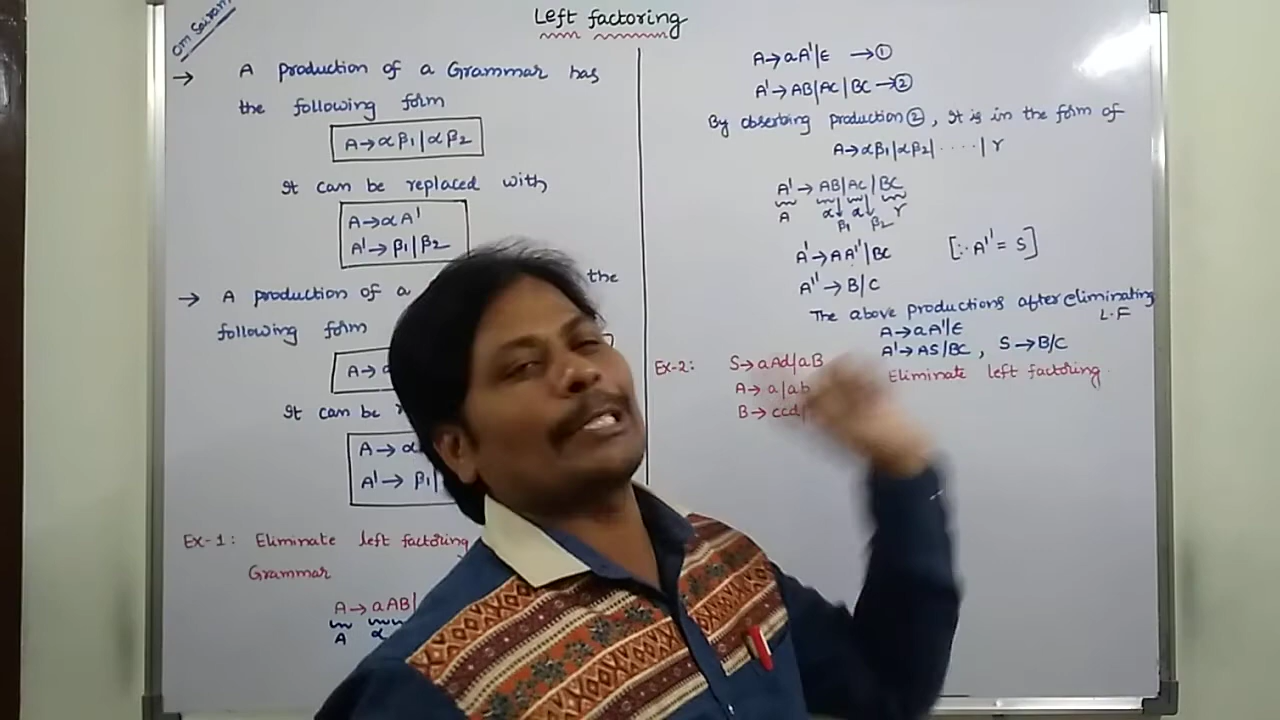 Om Sairam
Left factoring
→ A production of a Grammar has
the following form
A→αβ1|αβ2
It can be replaced with
A→αA'
A'→β1|β2
→ A production of a the
following form
A→
It can be
A→α
A'→β1|
Ex-1: Eliminate left factoring
Grammar
A→aAB|
A α
A→aA'|ε →①
A'→AB|AC|BC→②
By observing production②, It is in the form of
A→αβ1|αβ2|.....|γ
A'→AB|AC|BC
A α α γ
β1 β2
A'→AA''|BC [∵A''=S]
A''→B/C
The above productions after eliminating
L.F
A→aA'|ε
A'→AS/BC, S→B/C
Ex-2: S→aAd/aB Eliminate left factoring.
A→a/ab
B→ccd/